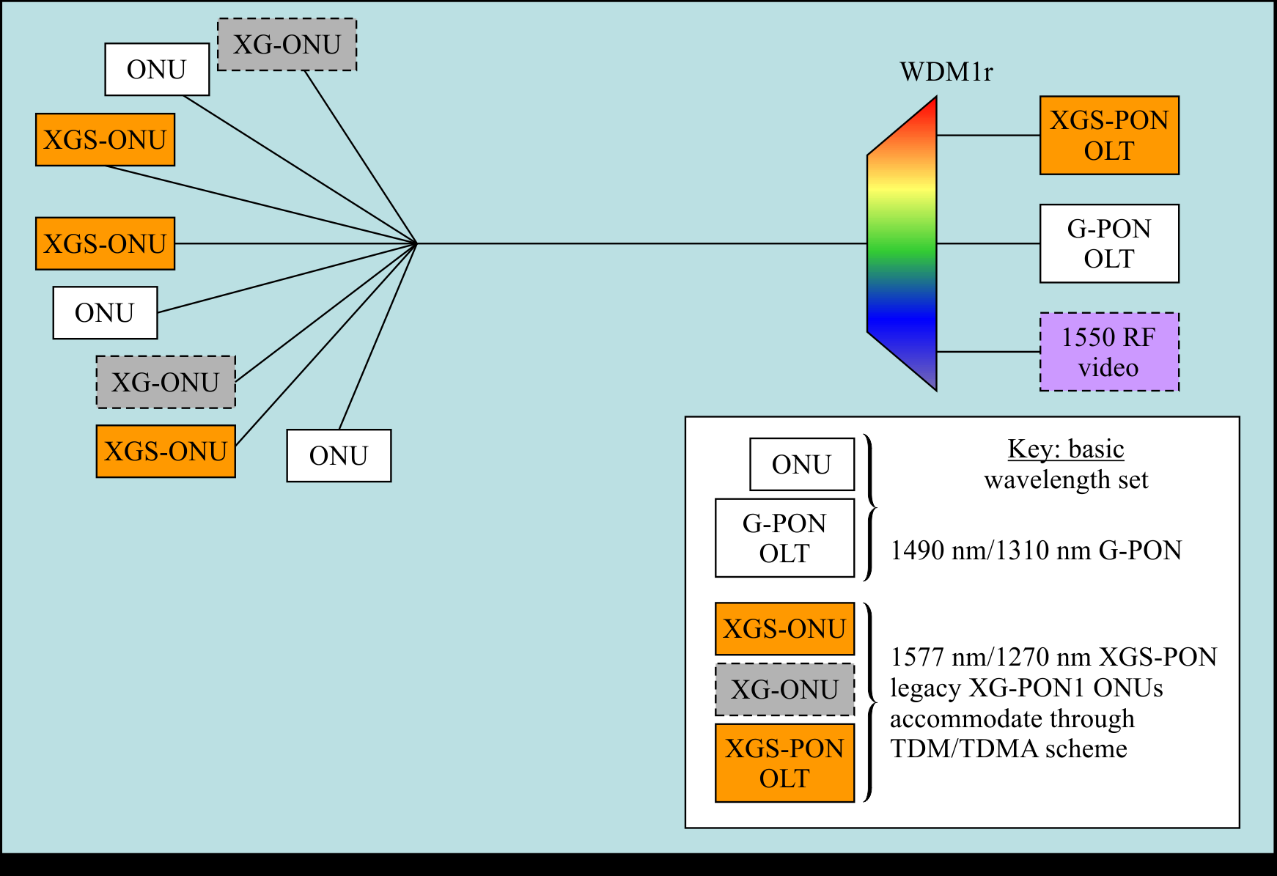 XG-ONU
ONU
WDM1r
XGS-ONU
XGS-PON
OLT
XGS-ONU
G-PON
OLT
ONU
1550 RF
video
XG-ONU
XGS-ONU
ONU
Key: basic
wavelength set
ONU
G-PON
OLT
1490 nm/1310 nm G-PON
XGS-ONU
XG-ONU
XGS-PON
OLT
1577 nm/1270 nm XGS-PON
legacy XG-PON1 ONUs
accommodate through
TDM/TDMA scheme